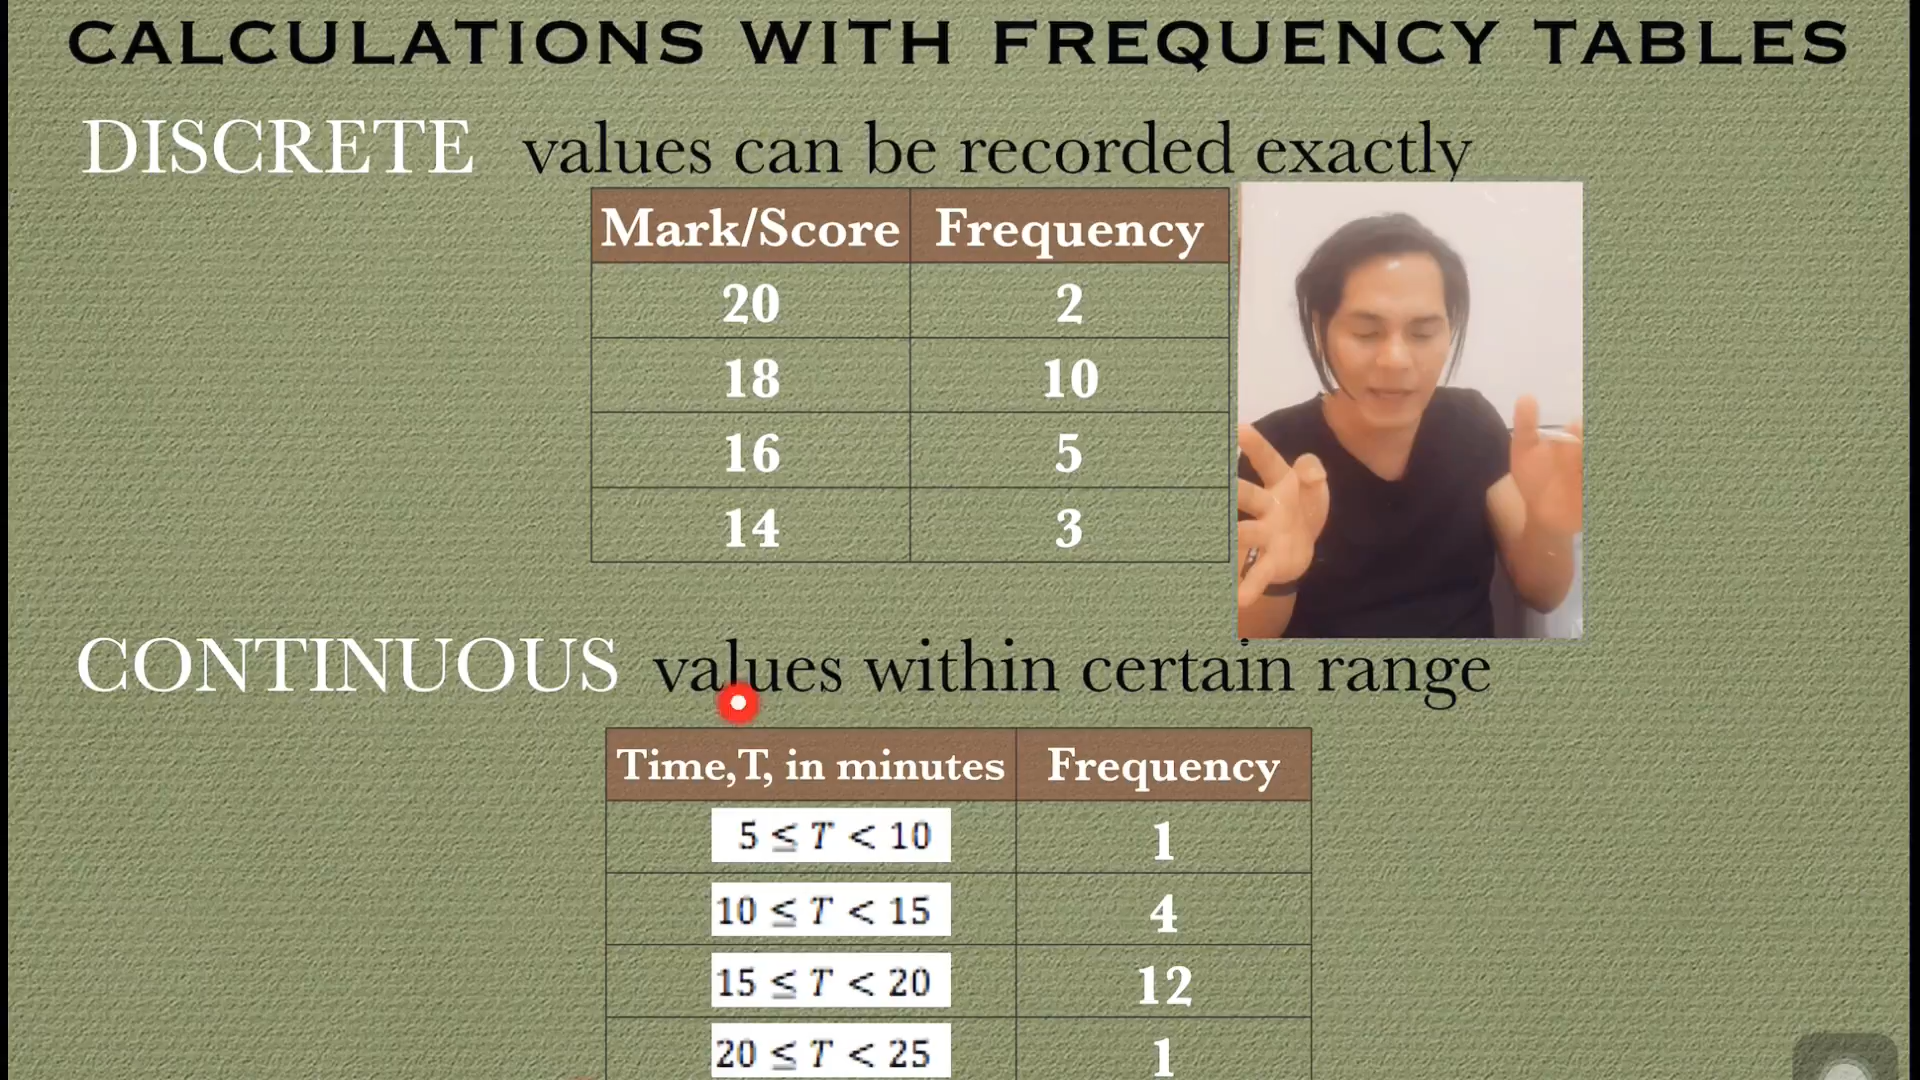 CALCULATIONS WITH FREQUENCY TABLES
DISCRETE values can be recorded exactly
Mark/Score Frequency
20 2
18 10
16 5
14 3
CONTINUOUS values within certain range
Time,T, in minutes Frequency
5 ≤ T < 10 1
10 ≤ T < 15 4
15 ≤ T < 20 12
20 ≤ T < 25 1